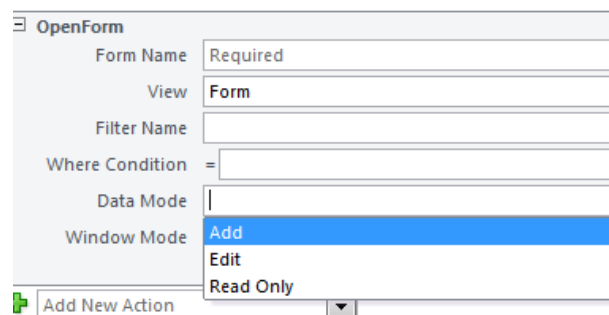 OpenForm
Form Name Required
View Form
Filter Name
Where Condition =
Data Mode
Window Mode Add
Edit
Read Only
Add New Action